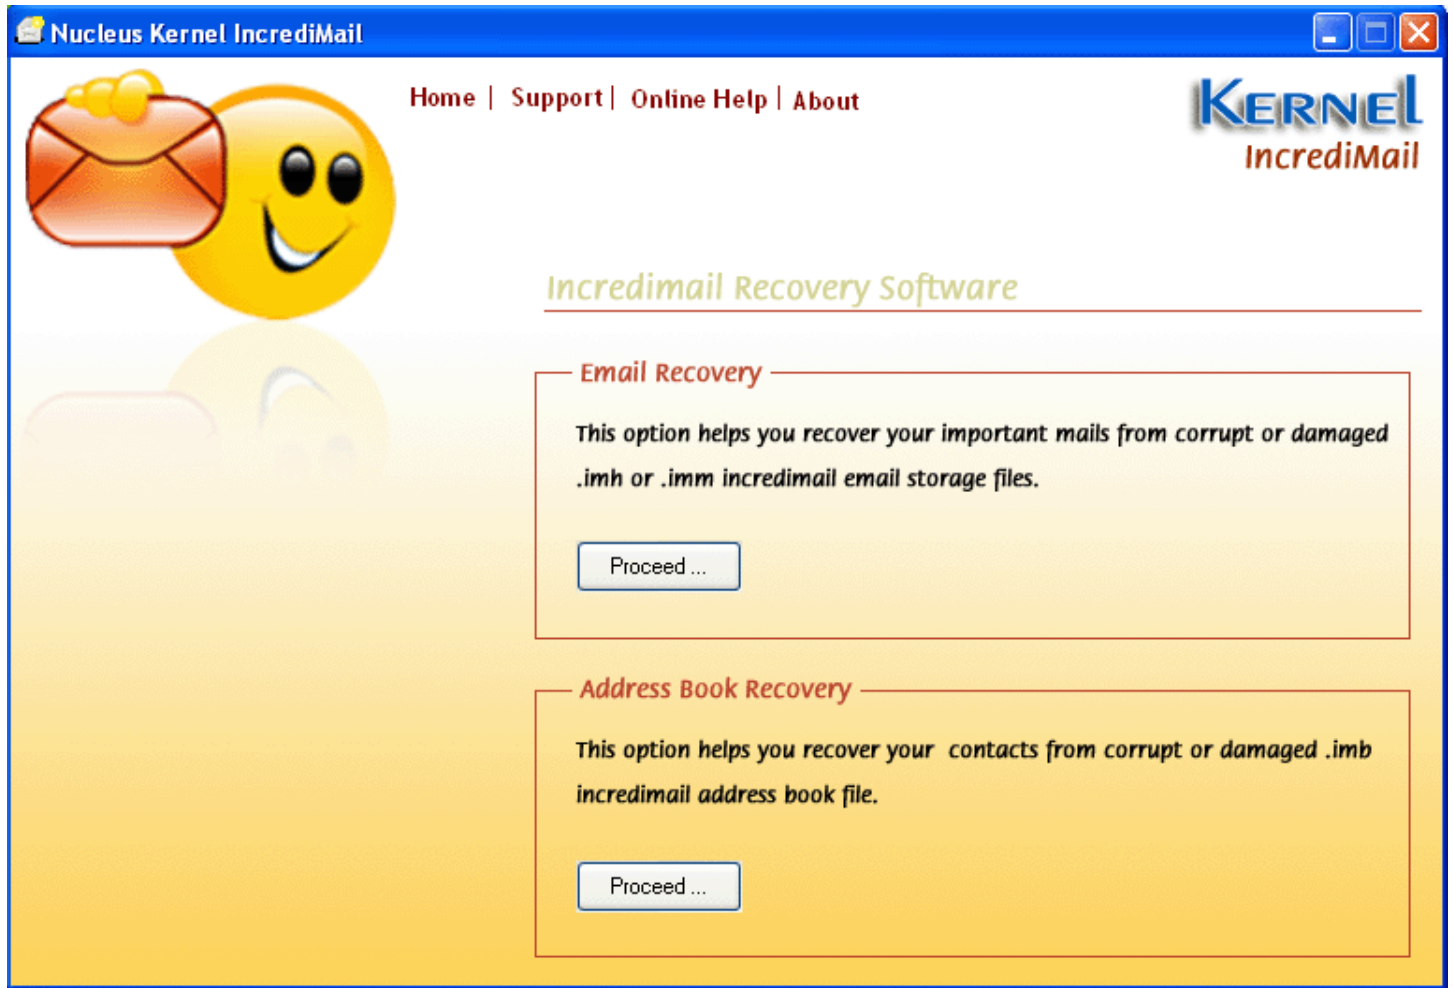 Nucleus Kernel IncrediMail
Home | Support | Online Help | About
KERNEL
IncrediMail
Incredimail Recovery Software
Email Recovery
This option helps you recover your important mails from corrupt or damaged
.imh or .imm incredimail email storage files.
Proceed ...
Address Book Recovery
This option helps you recover your contacts from corrupt or damaged .imb
incredimail address book file.
Proceed ...